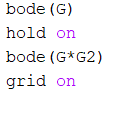 bode(G)
hold on
bode(G*G2)
grid on